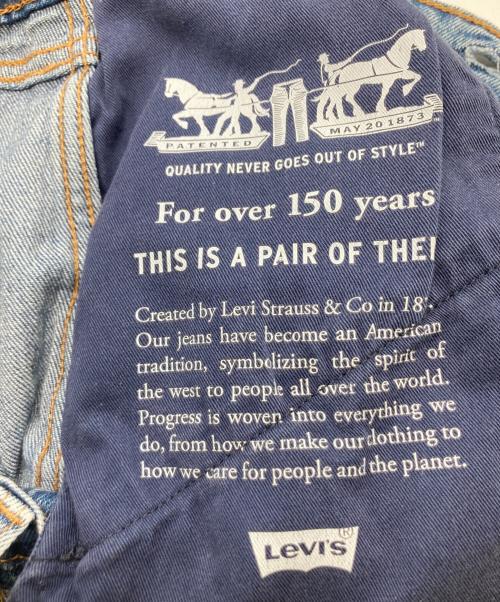 PATENTED
MAY 20 1873
QUALITY NEVER GOES OUT OF STYLE™
For over 150 years
THIS IS A PAIR OF
Created by Levi Strauss & Co in
Our jeans have become an American
tradition, symbolizing the spirit of
the west to people all over the world.
Progress is woven into everything we
do, from how we make our clothing to
how we care for people and the planet.
LEVI'S®